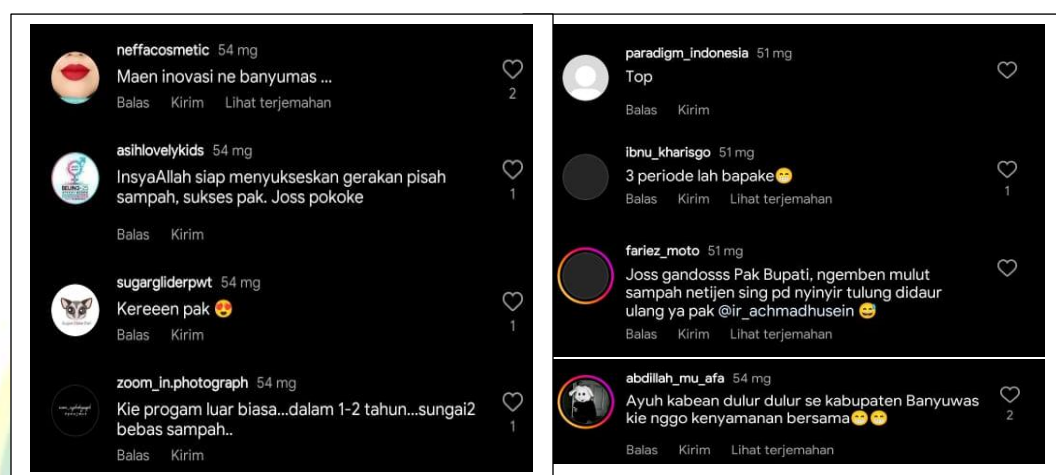 neffacosmetic 54 mg
Maen inovasi ne banyumas ...
2
Balas Kirim Lihat terjemahan
asihlovelykids 54 mg
InsyaAllah siap menyukseskan gerakan pisah
sampah, sukses pak. Joss pokoke
1
Balas Kirim
sugargliderpwt 54 mg
Kereeen pak 😍
1
Balas Kirim
zoom_in.photograph 54 mg
Kie progam luar biasa...dalam 1-2 tahun...sungai2
bebas sampah..
1
Balas Kirim
paradigm_indonesia 51 mg
Top
Balas Kirim
ibnu_kharisgo 51 mg
3 periode lah bapake😁
1
Balas Kirim Lihat terjemahan
fariez_moto 51 mg
Joss gandosss Pak Bupati, ngemben mulut
sampah netijen sing pd nyinyir tulung didaur
ulang ya pak @ir_achmadhusein 😅
Balas Kirim Lihat terjemahan
abdillah_mu_afa 54 mg
Ayuh kabean dulur dulur se kabupaten Banyuwas
kie nggo kenyamanan bersama😁😁
2
Balas Kirim Lihat terjemahan